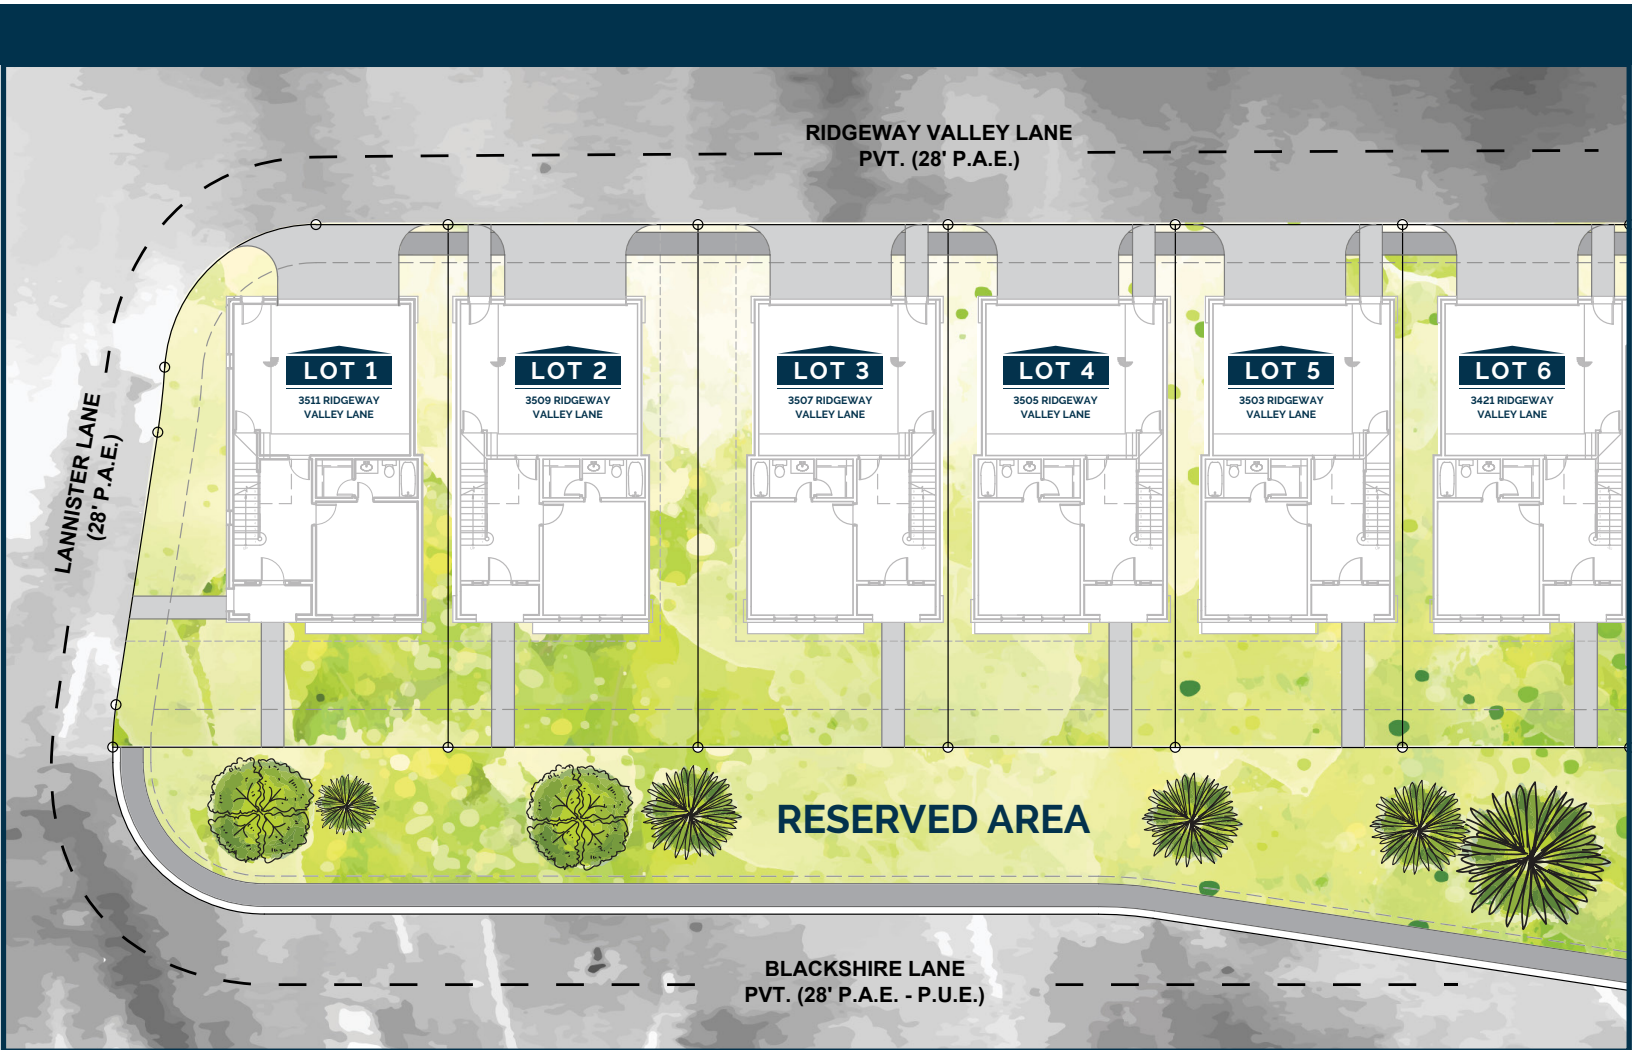 RIDGEWAY VALLEY LANE
PVT. (28' P.A.E.)
LANNISTER LANE
(28' P.A.E.)
LOT 1
3511 RIDGEWAY
VALLEY LANE
LOT 2
3509 RIDGEWAY
VALLEY LANE
LOT 3
3507 RIDGEWAY
VALLEY LANE
LOT 4
3505 RIDGEWAY
VALLEY LANE
LOT 5
3503 RIDGEWAY
VALLEY LANE
LOT 6
3421 RIDGEWAY
VALLEY LANE
RESERVED AREA
BLACKSHIRE LANE
PVT. (28' P.A.E. - P.U.E.)